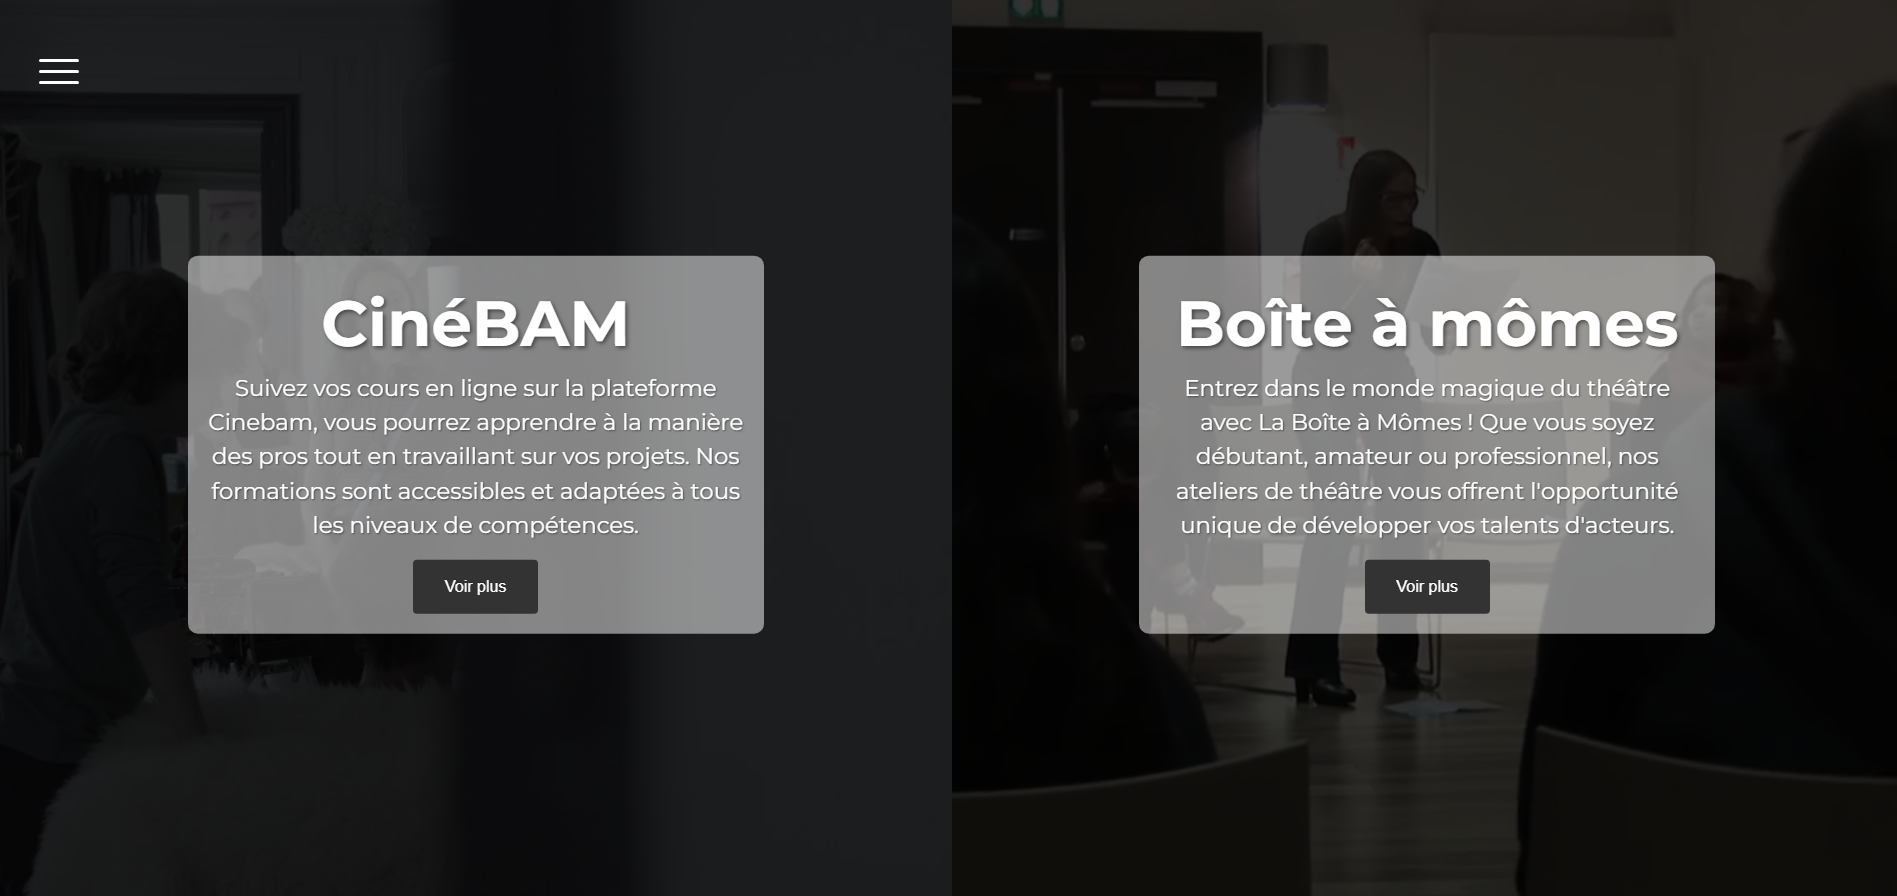 CinéBAM
Suivez vos cours en ligne sur la plateforme
Cinebam, vous pourrez apprendre à la manière
des pros tout en travaillant sur vos projets. Nos
formations sont accessibles et adaptées à tous
les niveaux de compétences.
Voir plus
Boîte à mômes
Entrez dans le monde magique du théâtre
avec La Boîte à Mômes ! Que vous soyez
débutant, amateur ou professionnel, nos
ateliers de théâtre vous offrent l'opportunité
unique de développer vos talents d'acteurs.
Voir plus